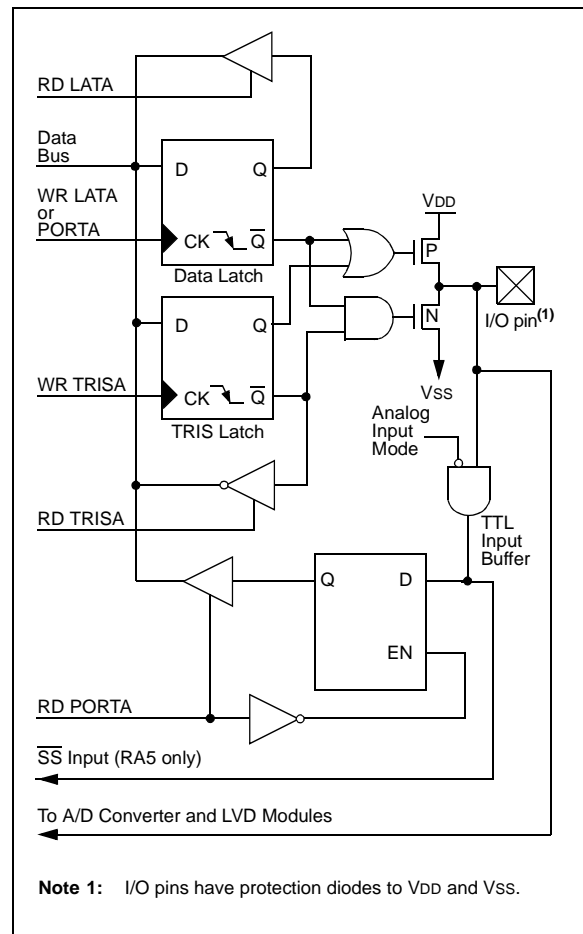 RD LATA
Data
Bus
D Q
WR LATA
or
PORTA
CK Q̅
Data Latch
VDD
P
N
I/O pin(1)
VSS
D Q
WR TRISA
CK Q̅
TRIS Latch
Analog
Input
Mode
RD TRISA
TTL
Input
Buffer
Q D
EN
RD PORTA
S̅S̅ Input (RA5 only)
To A/D Converter and LVD Modules
Note 1: I/O pins have protection diodes to VDD and VSS.